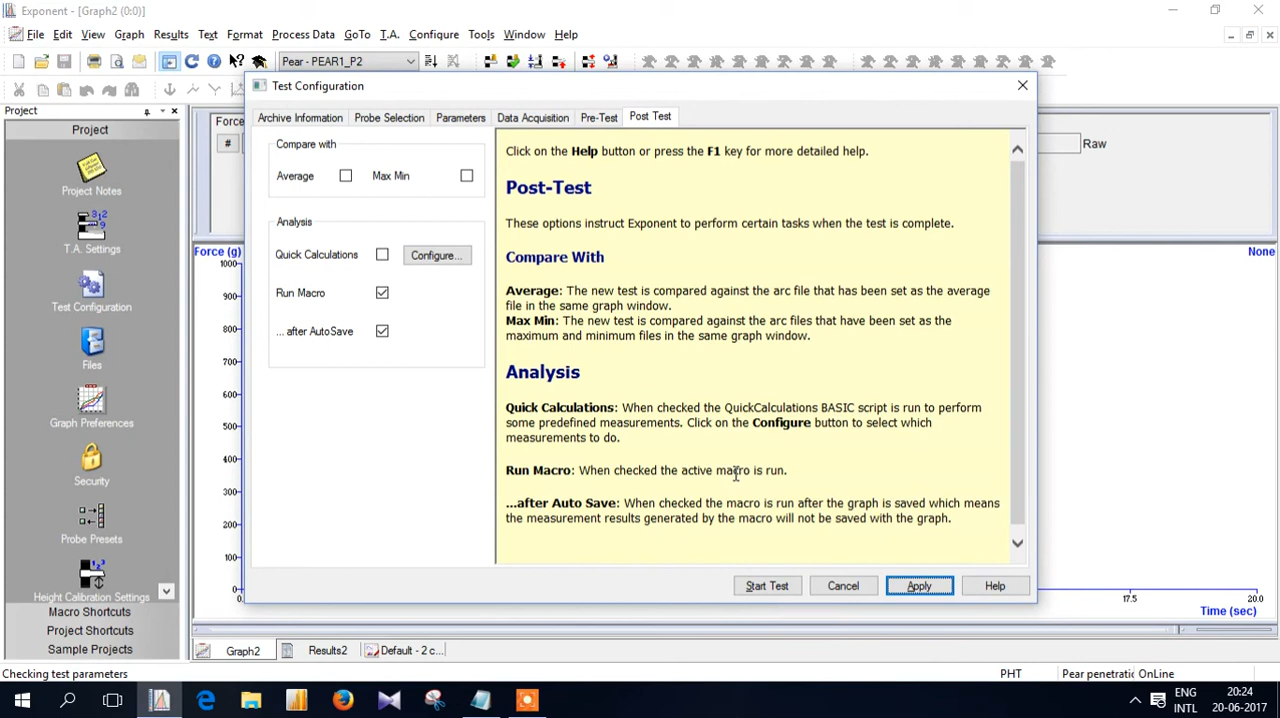 Exponent - [Graph2]
File Edit View Graph Results Text Format Process Data GoTo T.A. Configure Tools Window Help
Pear - PEAR1_P2
Project
Project
Project Notes
T.A. Settings
Test Configuration
Files
Graph Preferences
Security
Probe Presets
Height Calibration Settings
Macro Shortcuts
Project Shortcuts
Sample Projects
Force
#
Raw
Force (g)
None
1000
900
800
700
600
500
400
300
200
100
0
0.
17.5
20.0
Time (sec)
Test Configuration
Archive Information Probe Selection Parameters Data Acquisition Pre-Test Post Test
Compare with
Average Max Min
Analysis
Quick Calculations Configure...
Run Macro
... after AutoSave
Click on the Help button or press the F1 key for more detailed help.
Post-Test
These options instruct Exponent to perform certain tasks when the test is complete.
Compare With
Average: The new test is compared against the arc file that has been set as the average
file in the same graph window.
Max Min: The new test is compared against the arc files that have been set as the
maximum and minimum files in the same graph window.
Analysis
Quick Calculations: When checked the QuickCalculations BASIC script is run to perform
some predefined measurements. Click on the Configure button to select which
measurements to do.
Run Macro: When checked the active macro is run.
...after Auto Save: When checked the macro is run after the graph is saved which means
the measurement results generated by the macro will not be saved with the graph.
Start Test Cancel Apply Help
Graph2 Results2 Default - 2 c...
Checking test parameters PHT Pear penetratic OnLine
ENG
INTL
20:24
20-06-2017